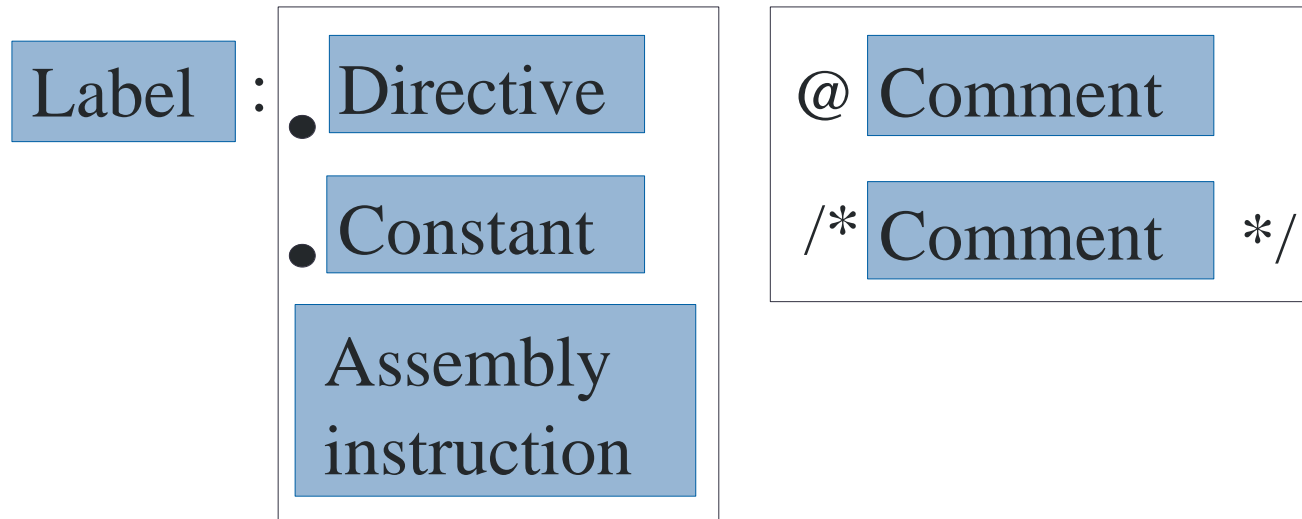 Label : . Directive @ Comment
. Constant /* Comment */
Assembly
instruction